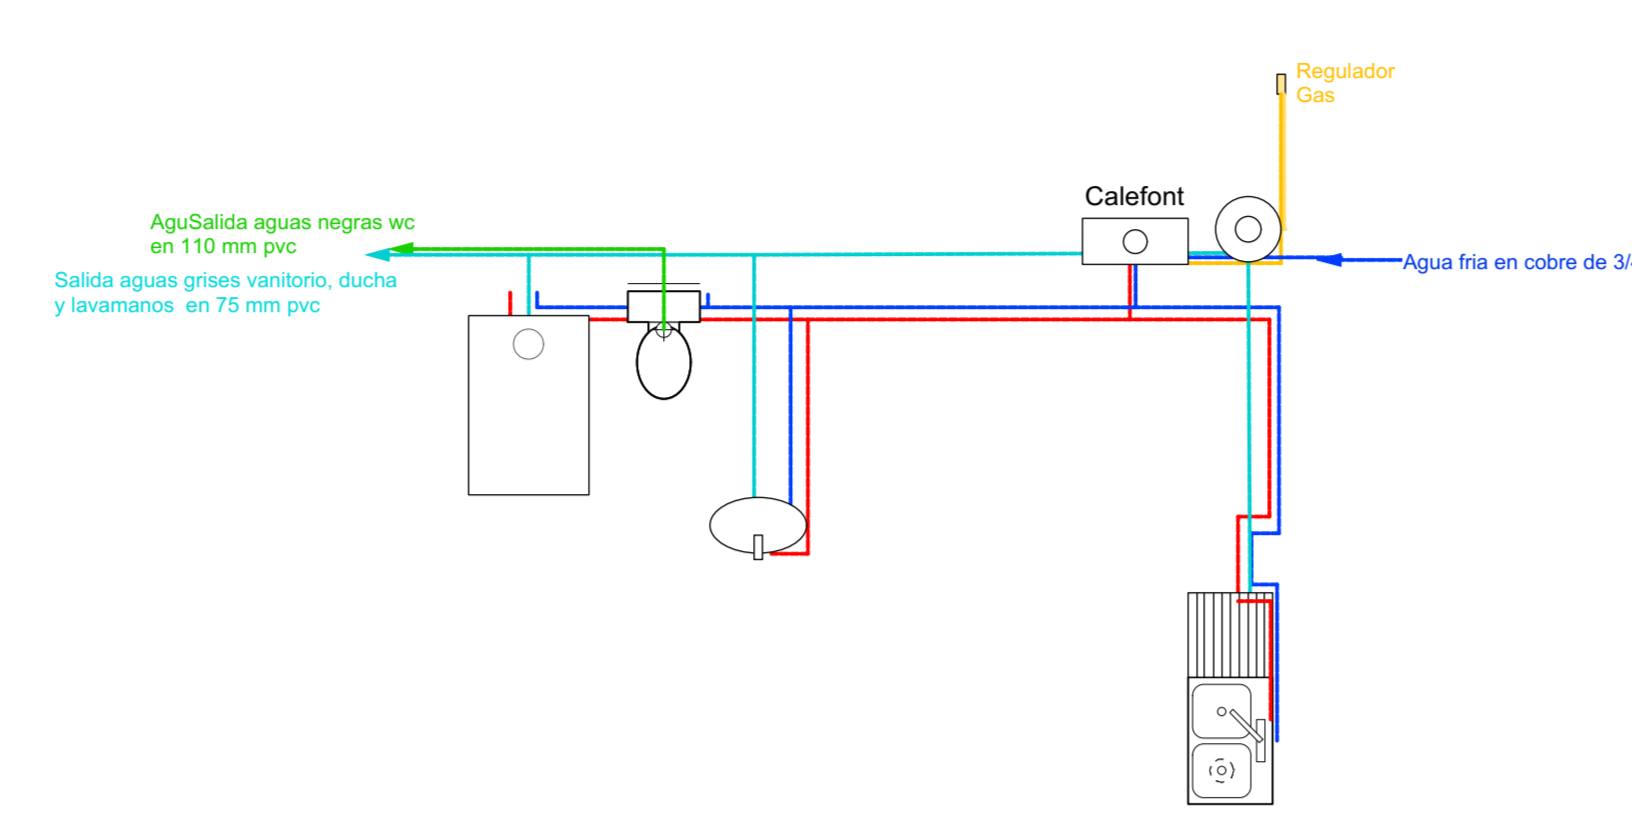 Regulador
Gas
Calefont
AguSalida aguas negras wc
en 110 mm pvc
Salida aguas grises vanitorio, ducha
y lavamanos  en 75 mm pvc
Agua fria en cobre de 3/